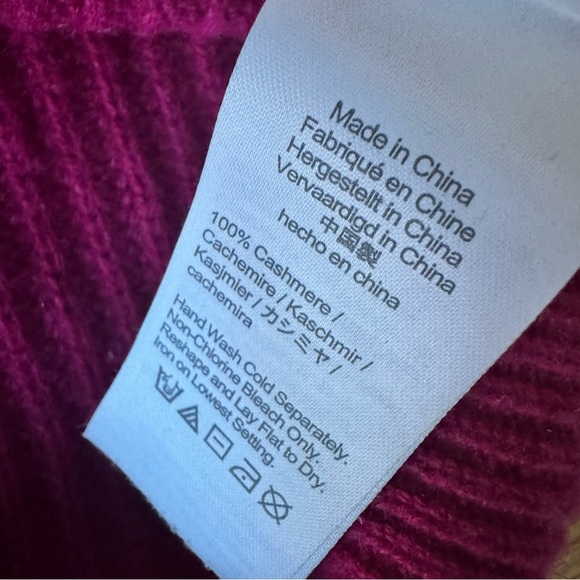 Made in China
Fabriqué en Chine
Hergestellt in China
Vervaardigd in China
中国製
hecho en china
100% Cashmere /
Cachemire / Kaschmir /
Kasjmier / カシミヤ /
cachemira
Hand Wash Cold Separately.
Non-Chlorine Bleach Only.
Reshape and Lay Flat to Dry.
Iron on Lowest Setting.